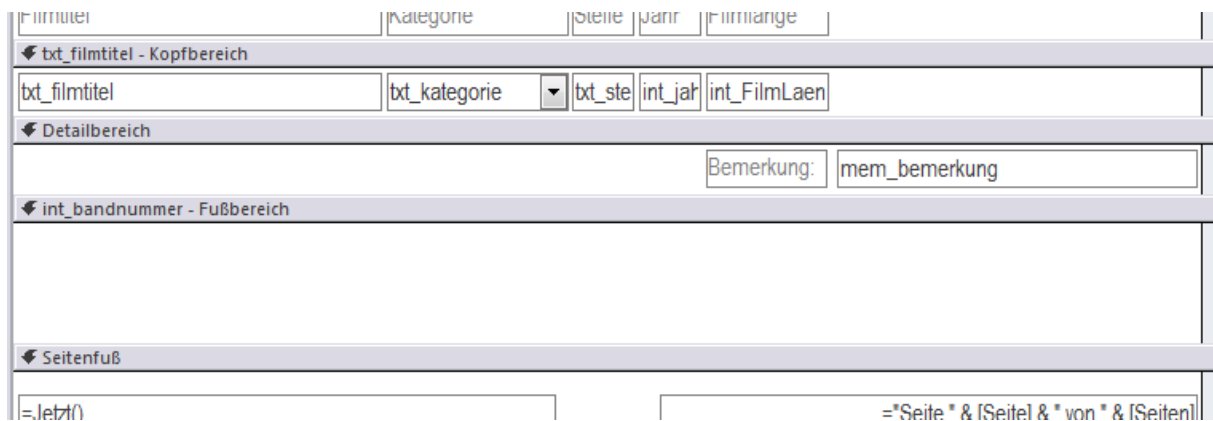 Filmtitel Kategorie Stelle Jahr Filmlänge
txt_filmtitel - Kopfbereich
txt_filmtitel txt_kategorie txt_ste int_jah int_FilmLaen
Detailbereich
Bemerkung: mem_bemerkung
int_bandnummer - Fußbereich
Seitenfuß
=Jetzt() ="Seite " & [Seite] & " von " & [Seiten]